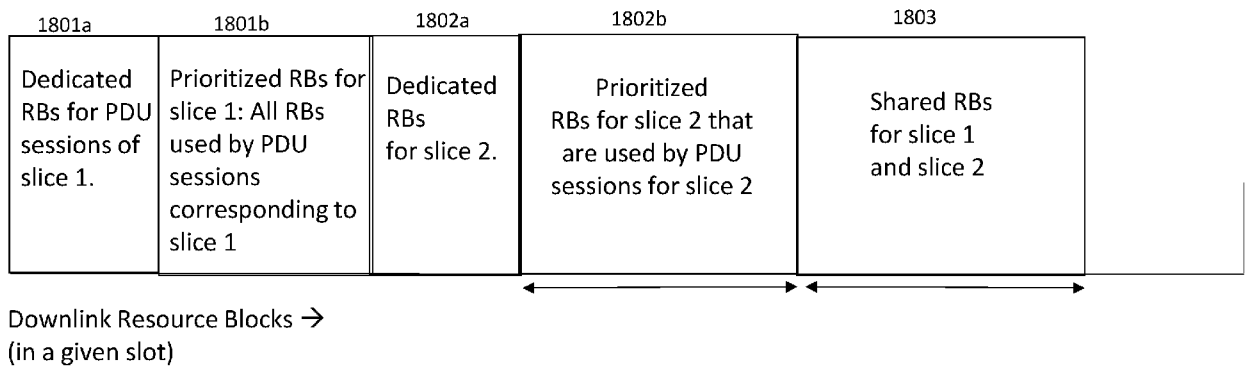 1801a
1801b
1802a
1802b
1803
Dedicated
RBs for PDU
sessions of
slice 1.
Prioritized RBs for
slice 1: All RBs
used by PDU
sessions
corresponding to
slice 1
Dedicated
RBs
for slice 2.
Prioritized
RBs for slice 2 that
are used by PDU
sessions for slice 2
Shared RBs
for slice 1
and slice 2
Downlink Resource Blocks →
(in a given slot)